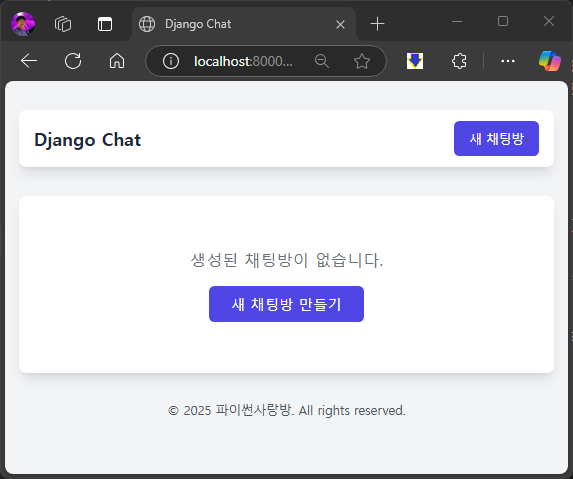 Django Chat
localhost:8000...
Django Chat
새 채팅방
생성된 채팅방이 없습니다.
새 채팅방 만들기
© 2025 파이썬사랑방. All rights reserved.